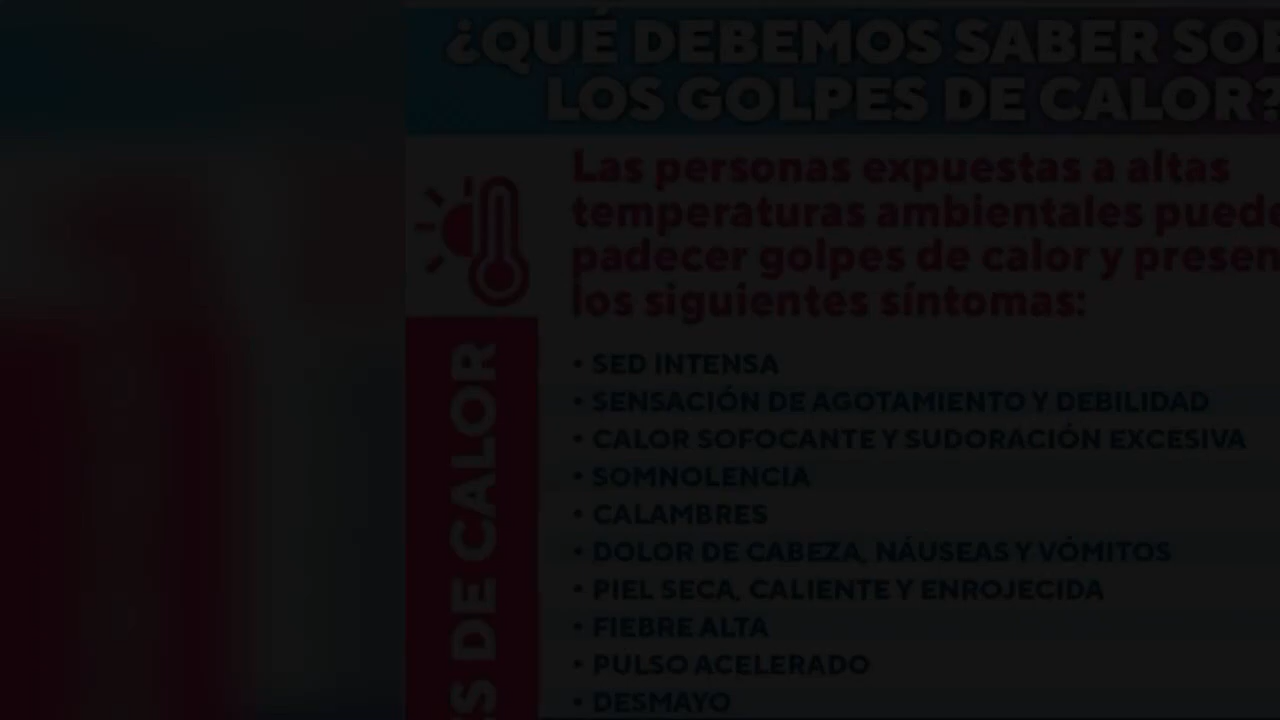 ¿QUÉ DEBEMOS SABER
LOS GOLPES DE CALOR?
Las personas expuestas a altas
temperaturas ambientales
padecer golpes de calor y
los siguientes síntomas:
• SED INTENSA
• SENSACIÓN DE AGOTAMIENTO Y DEBILIDAD
• CALOR SOFOCANTE Y SUDORACIÓN EXCESIVA
• SOMNOLENCIA
• CALAMBRES
• DOLOR DE CABEZA, NÁUSEAS Y VÓMITOS
• PIEL SECA, CALIENTE Y ENROJECIDA
• FIEBRE ALTA
• PULSO ACELERADO
• DESMAYO
DE CALOR